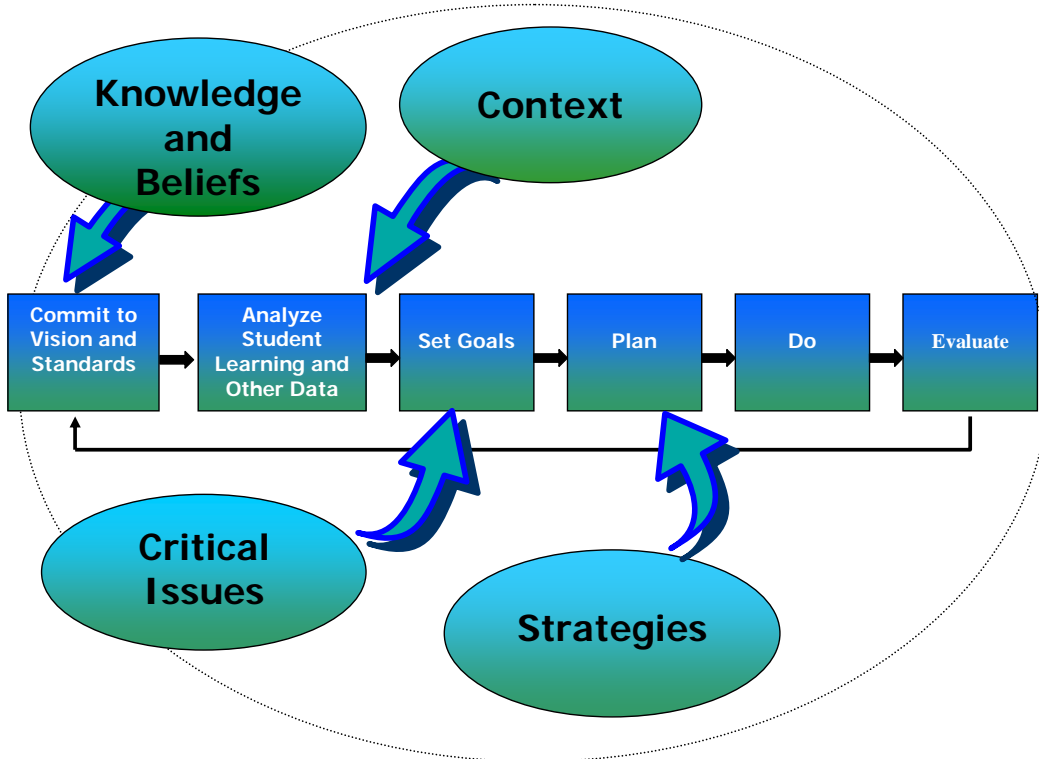 Knowledge
and
Beliefs
Context
Commit to
Vision and
Standards
Analyze
Student
Learning and
Other Data
Set Goals
Plan
Do
Evaluate
Critical
Issues
Strategies